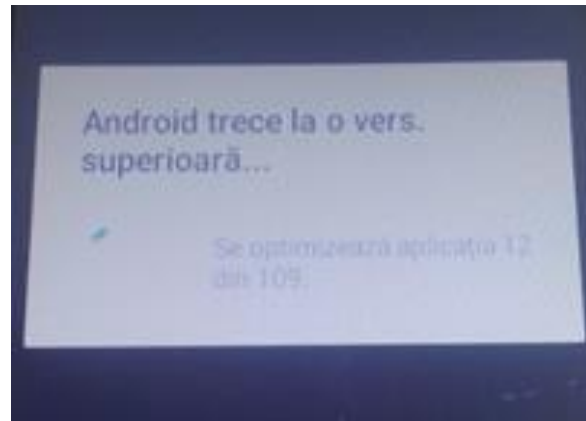 Android trece la o vers.
superioară...
Se optimizează aplicația 12
din 109.